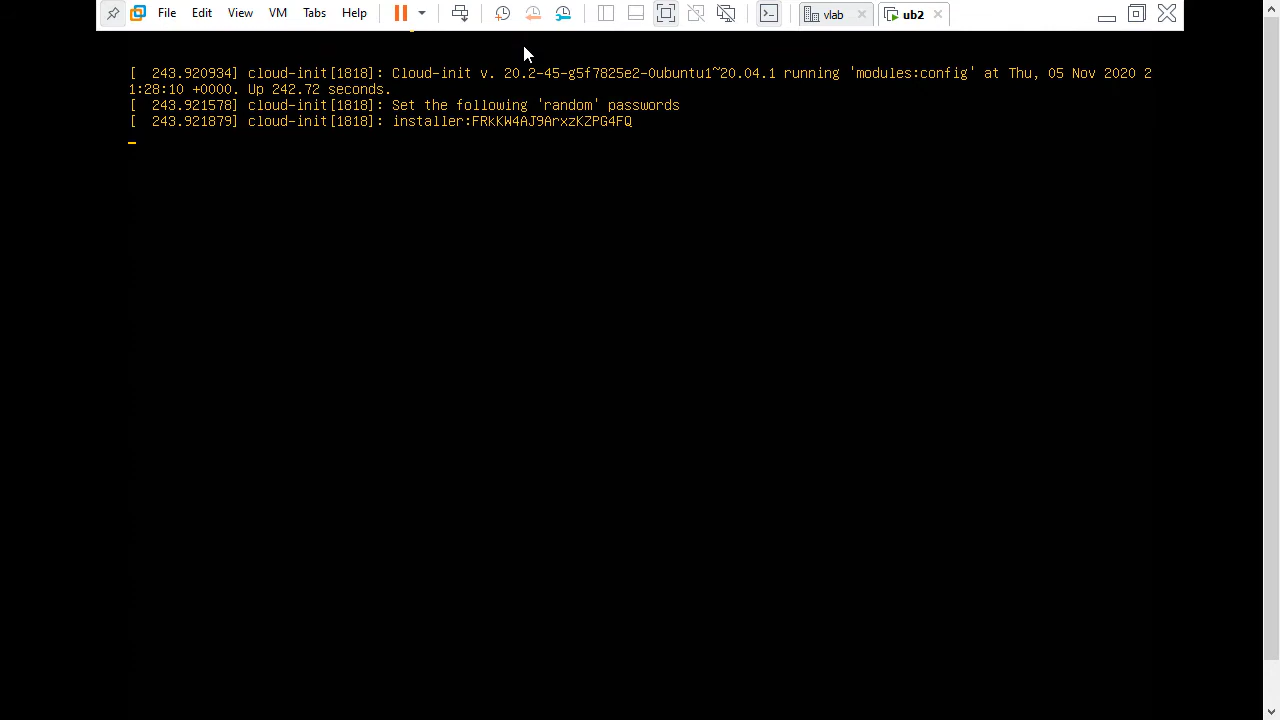 File Edit View VM Tabs Help vlab ub2
[  243.920934] cloud-init[1818]: Cloud-init v. 20.2-45-g5f7825e2-0ubuntu1~20.04.1 running 'modules:config' at Thu, 05 Nov 2020 2
1:28:10 +0000. Up 242.72 seconds.
[  243.921578] cloud-init[1818]: Set the following 'random' passwords
[  243.921879] cloud-init[1818]: installer:FRkKW4AJ9ArxzKZPG4FQ